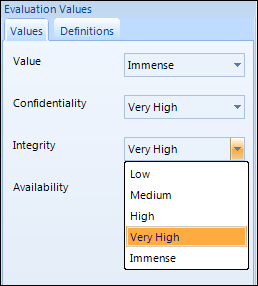 Evaluation Values
Values Definitions
Value Immense
Confidentiality Very High
Integrity Very High
Low
Medium
Availability
High
Very High
Immense